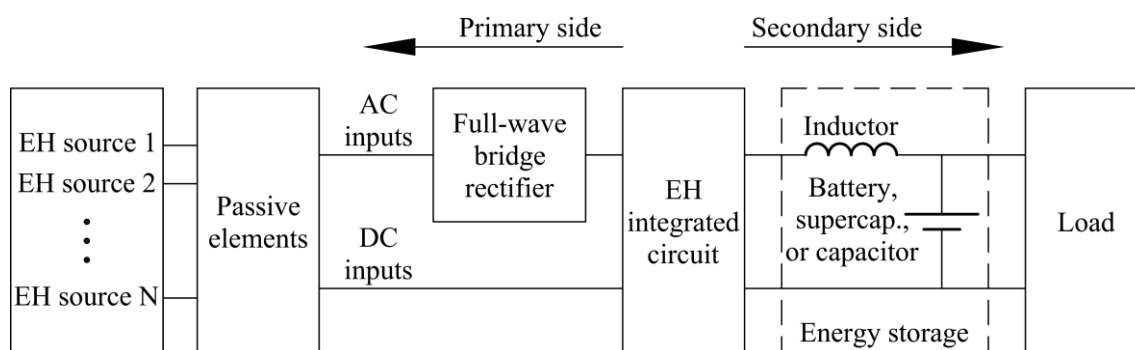 Primary side
Secondary side
EH source 1
EH source 2
EH source N
Passive
elements
AC
inputs
DC
inputs
Full-wave
bridge
rectifier
EH
integrated
circuit
Inductor
Battery,
supercap.,
or capacitor
Energy storage
Load